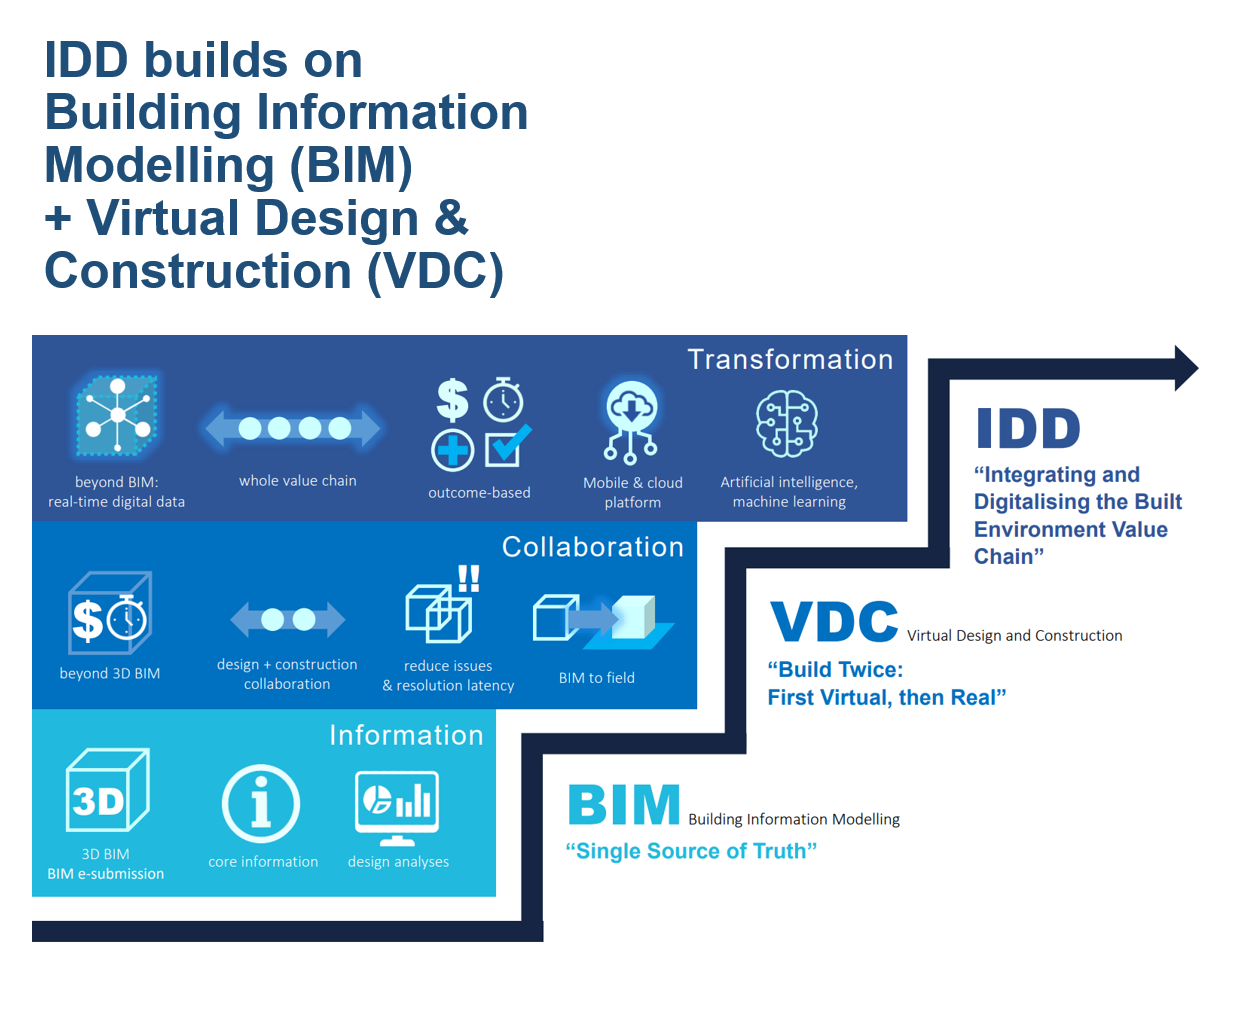 IDD builds on
Building Information
Modelling (BIM)
+ Virtual Design &
Construction (VDC)
Transformation
beyond BIM:
real-time digital data
whole value chain
$
outcome-based
Mobile & cloud
platform
Artificial intelligence,
machine learning
IDD
“Integrating and
Digitalising the Built
Environment Value
Chain”
Collaboration
$
beyond 3D BIM
design + construction
collaboration
!!
reduce issues
& resolution latency
BIM to field
VDC Virtual Design and Construction
“Build Twice:
First Virtual, then Real”
Information
3D
3D BIM
BIM e-submission
i
core information
design analyses
BIM Building Information Modelling
“Single Source of Truth”